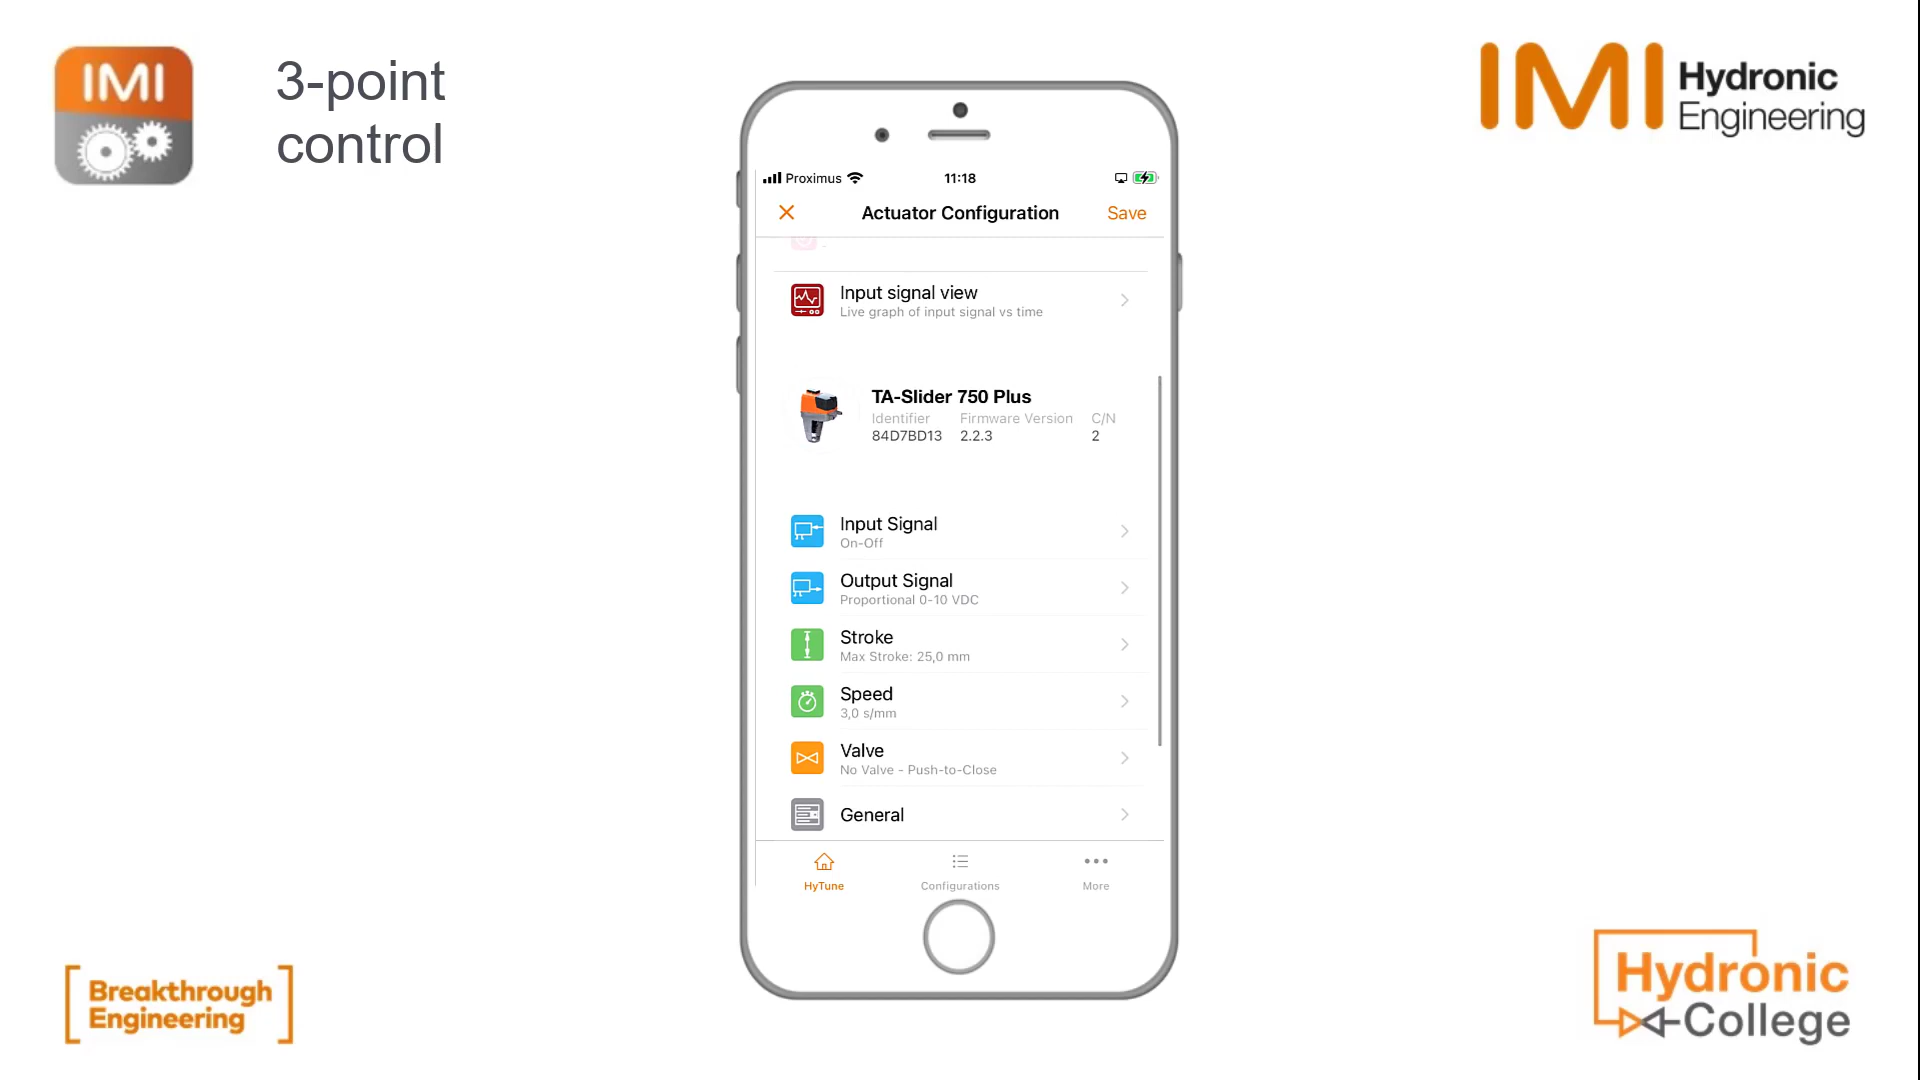 IMI
3-point
control
IMI Hydronic
Engineering
Proximus
11:18
Actuator Configuration
Save
Input signal view
Live graph of input signal vs time
TA-Slider 750 Plus
Identifier Firmware Version C/N
84D7BD13 2.2.3 2
Input Signal
On-Off
Output Signal
Proportional 0-10 VDC
Stroke
Max Stroke: 25,0 mm
Speed
3,0 s/mm
Valve
No Valve - Push-to-Close
General
HyTune
Configurations
More
Breakthrough
Engineering
Hydronic
College